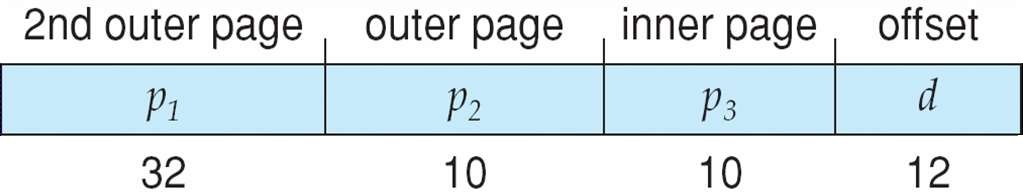 2nd outer page outer page inner page offset
p1 p2 p3 d
32 10 10 12